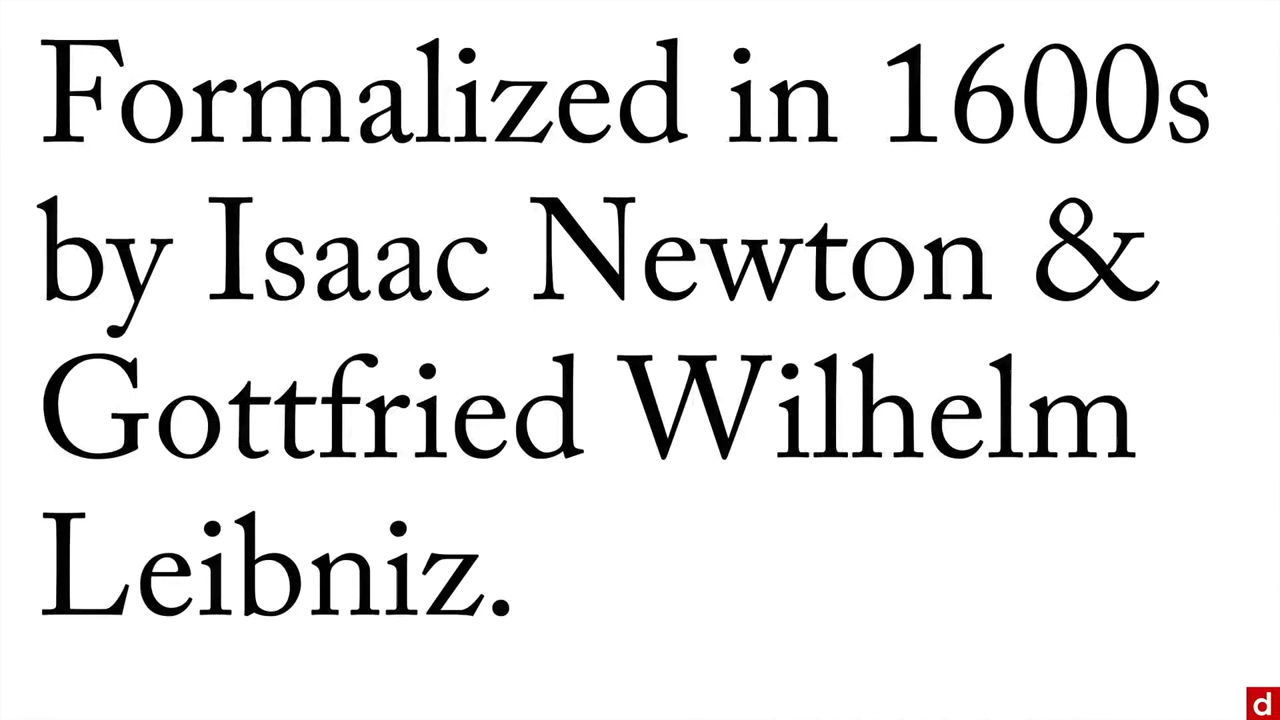 Formalized in 1600s
by Isaac Newton &
Gottfried Wilhelm
Leibniz.
d